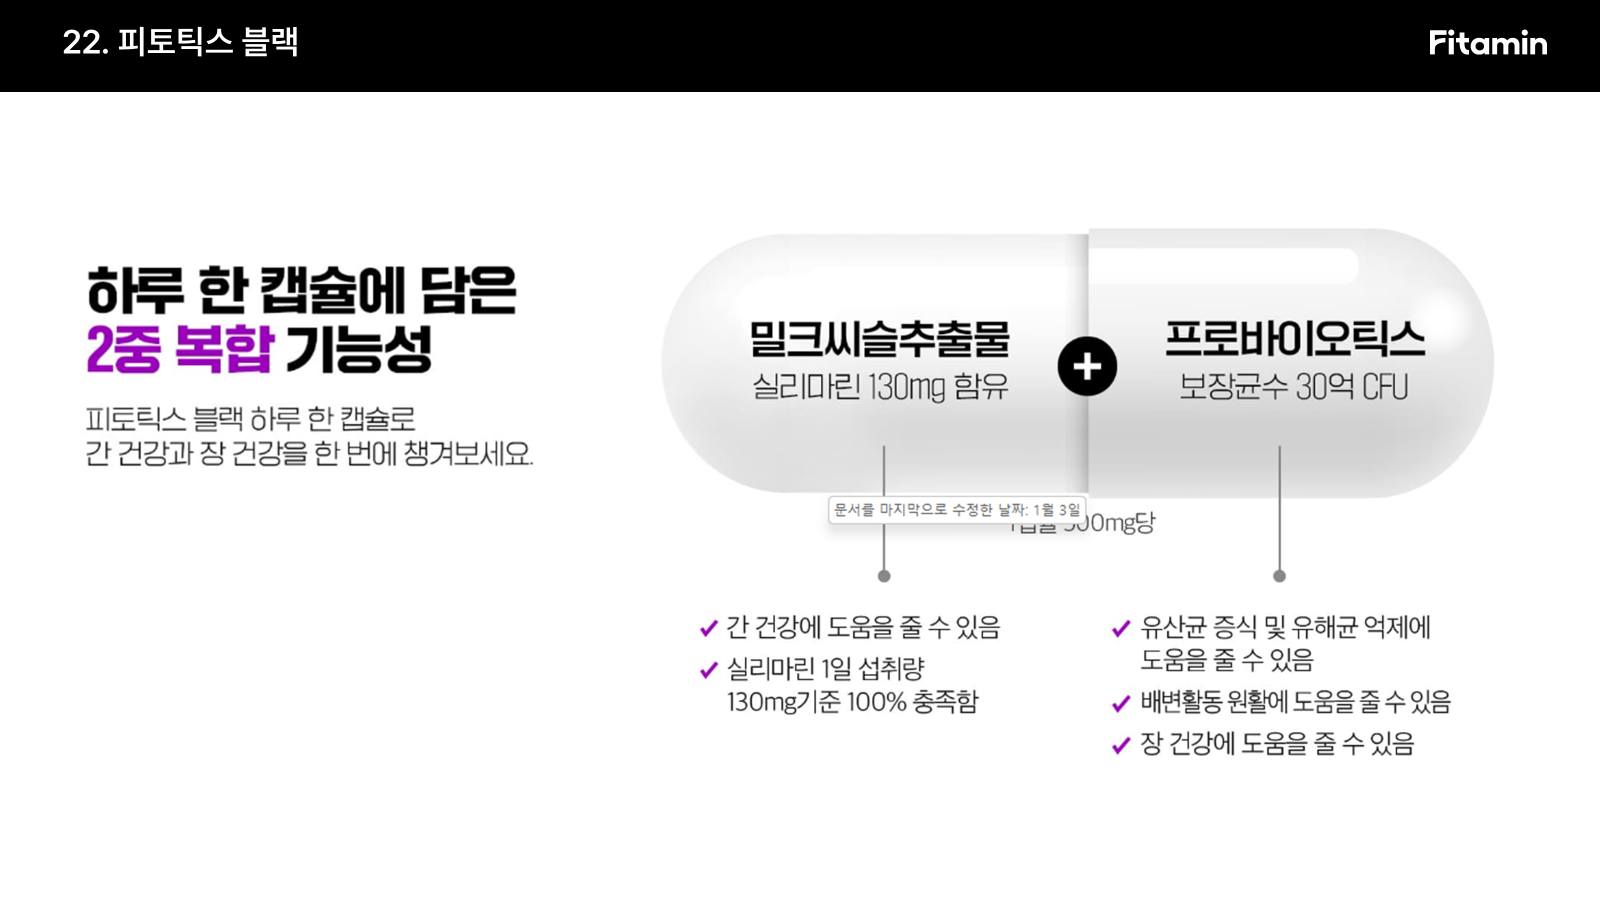 22. 피토틱스 블랙
Fitamin
하루 한 캡슐에 담은
2중 복합 기능성
피토틱스 블랙 하루 한 캡슐로
간 건강과 장 건강을 한 번에 챙겨보세요.
밀크씨슬추출물
실리마린 130mg 함유
프로바이오틱스
보장균수 30억 CFU
문서를 마지막으로 수정한 날짜: 1월 3일
간 건강에 도움을 줄 수 있음
실리마린 1일 섭취량
130mg기준 100% 충족함
유산균 증식 및 유해균 억제에
도움을 줄 수 있음
배변활동 원활에 도움을 줄 수 있음
장 건강에 도움을 줄 수 있음